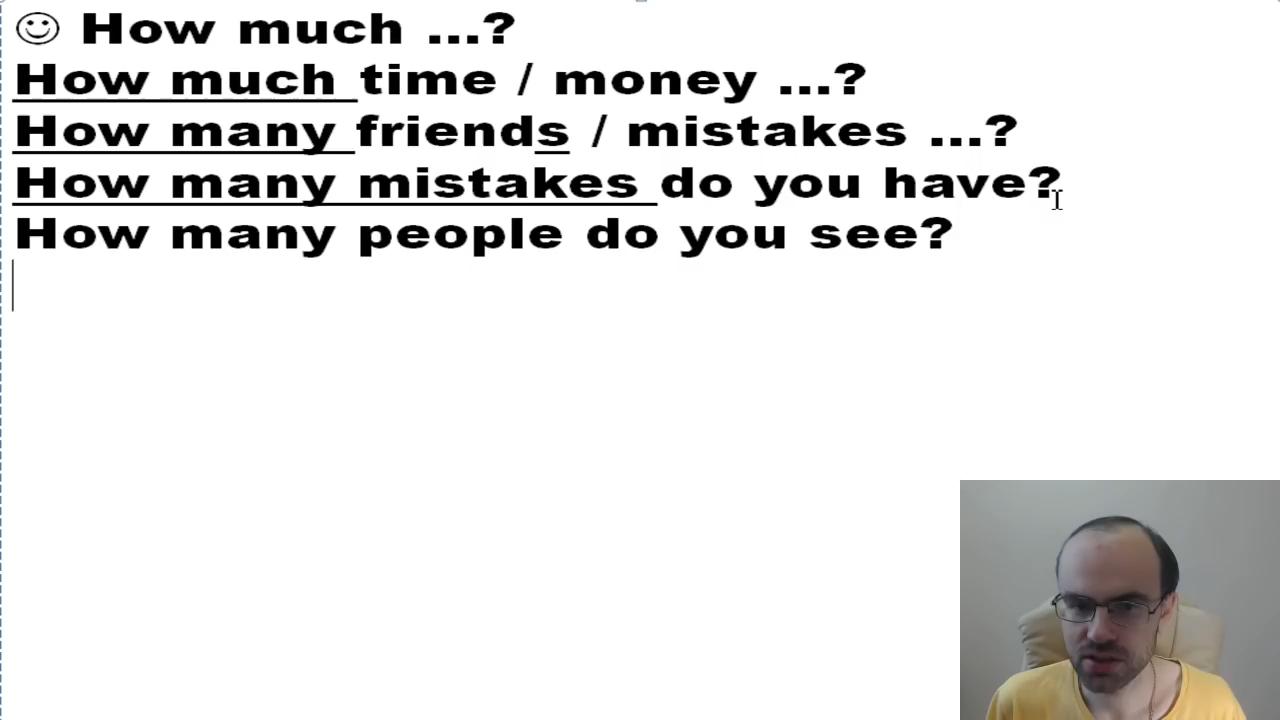 ☺ How much ...?
How much time / money ...?
How many friends / mistakes ...?
How many mistakes do you have?
How many people do you see?